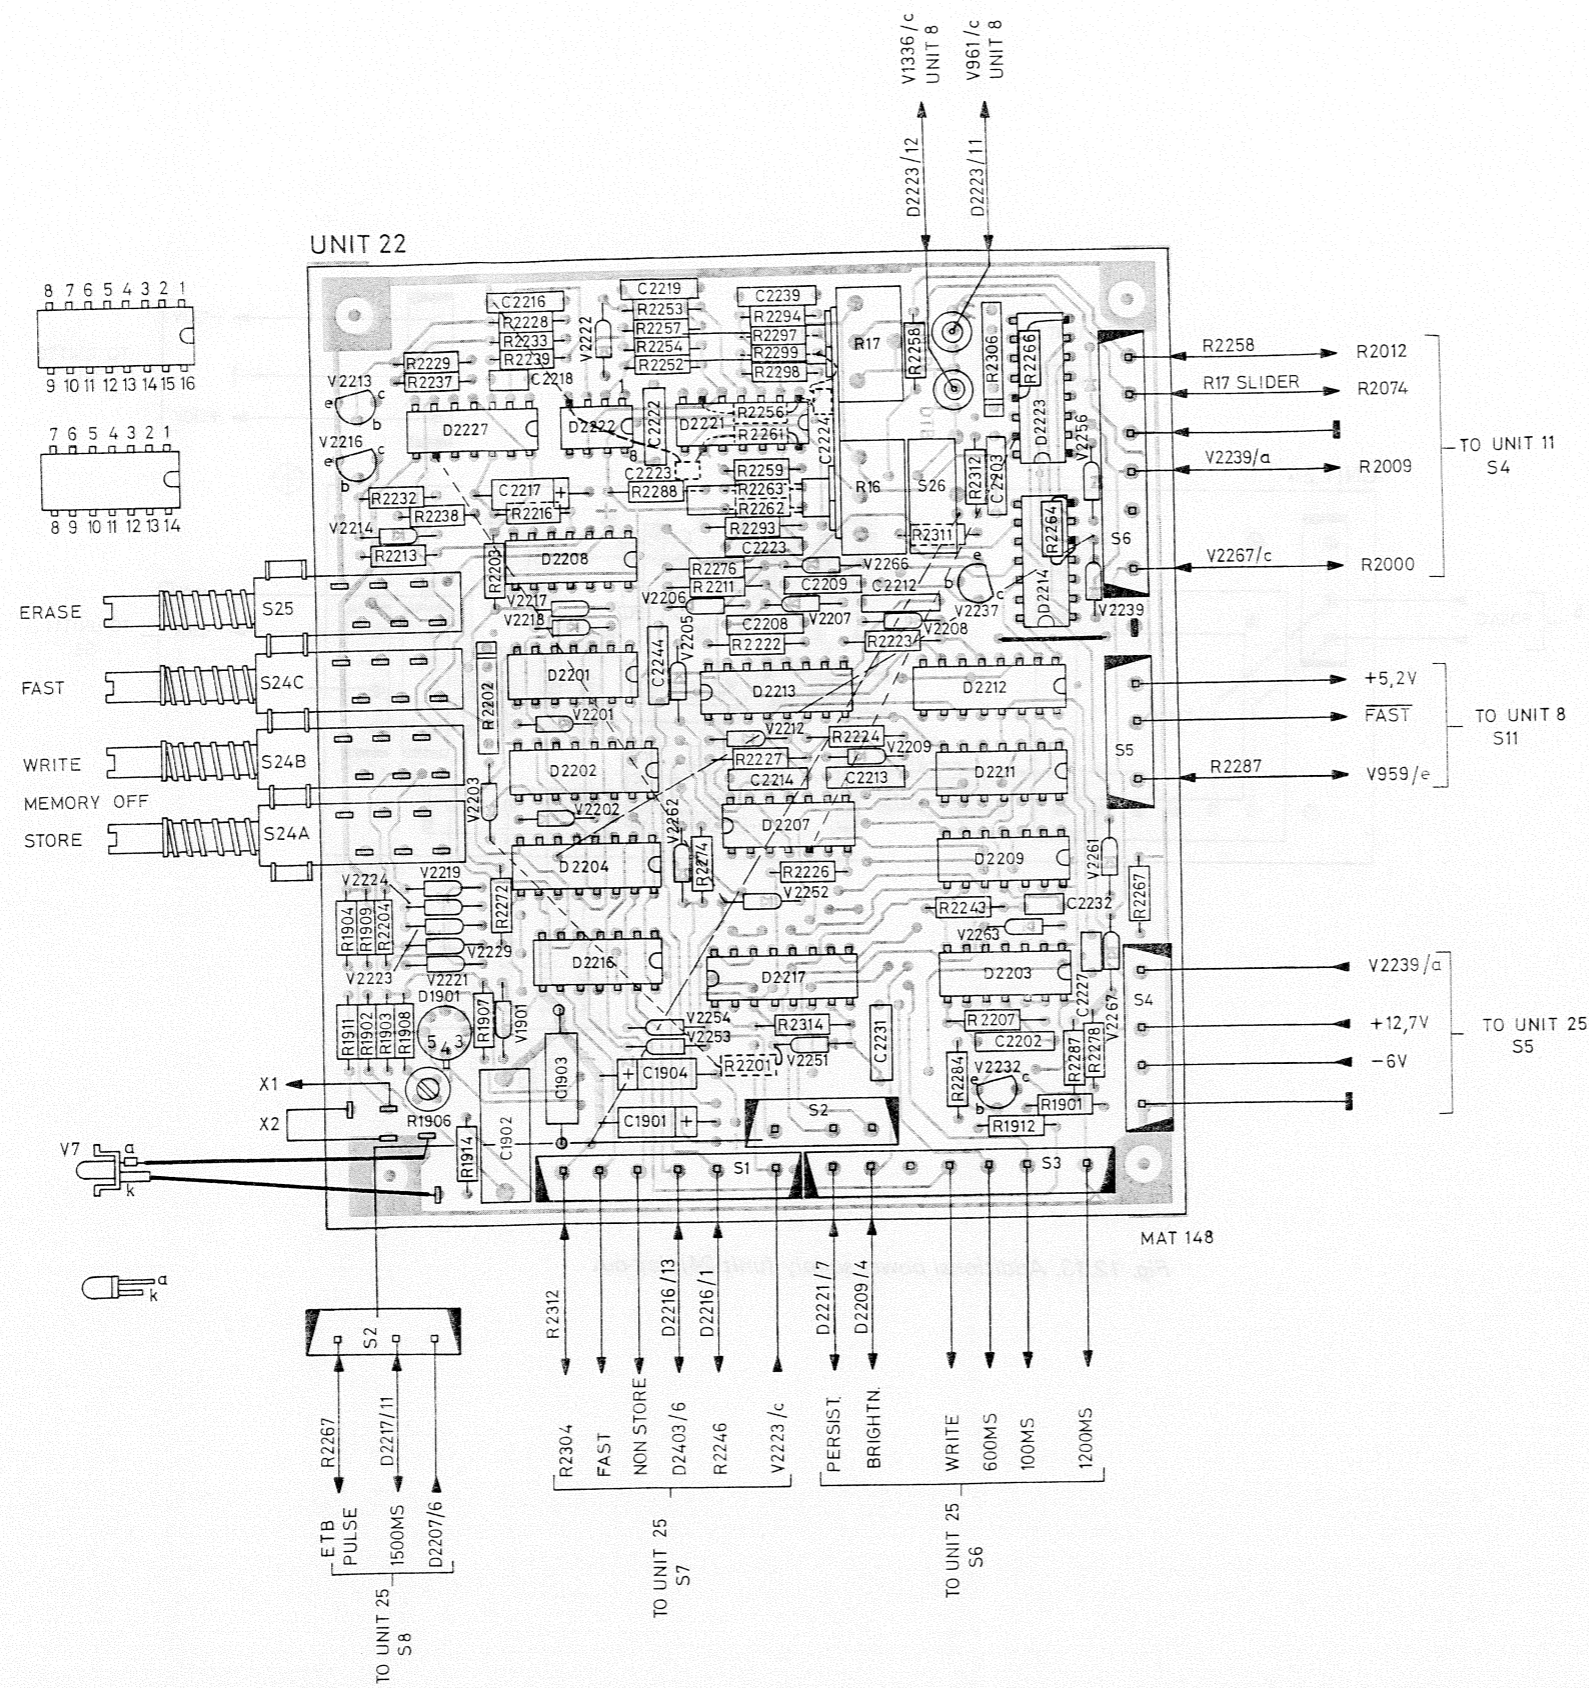 V1336/c
UNIT 8
V961/c
UNIT 8
D2223/12
D2223/11
UNIT 22
8 7 6 5 4 3 2 1
9 10 11 12 13 14 15 16
7 6 5 4 3 2 1
8 9 10 11 12 13 14
C2216
R2228
R2233
R2239
C2218
V2222
C2219
R2253
R2257
R2254
R2252
C2239
R2294
R2297
R2299
R2298
R17
R2258
R2306
R2266
D2223
V2256
R2229
R2237
V2213
e
c
b
V2216
e
c
b
D2227
D2222
1
8
C2222
D2221
R2256
R2261
C2224
C2223
R2259
R2288
R2263
R2262
R2293
C2223
R16
S26
R2312
C2203
R2311
R2264
D2214
S6
R2232
R2238
C2217
+
R2216
V2214
R2213
R2203
D2208
R2276
R2211
V2266
C2209
C2212
V2206
V2207
V2208
V2237
e
b
c
V2239
V2217
V2218
C2208
R2222
R2223
V2205
C2244
ERASE
S25
FAST
S24C
WRITE
S24B
MEMORY OFF
STORE
S24A
R2202
D2201
V2201
D2202
V2203
V2202
D2204
D2213
D2212
V2212
R2224
R2227
V2209
C2214
C2213
D2211
S5
D2207
V2262
R2274
R2226
V2252
D2209
V2261
R2267
R2243
C2232
V2263
V2224
V2219
R1904
R1909
R2204
R2272
V2229
V2223
V2221
D2216
D2217
D2203
C2227
V2267
S4
D1901
5 4 3
R1911
R1902
R1903
R1908
R1907
V1901
C1903
V2254
V2253
R2314
V2251
C2231
R2207
C2202
R2287
R2278
+
C1904
R2201
C1901
+
S2
R2284
V2232
e
c
b
R1901
R1912
X1
X2
R1906
R1914
C1902
V7
a
k
S1
S3
MAT 148
a
k
R2258
R2012
R17 SLIDER
R2074
V2239/a
R2009
V2267/c
R2000
TO UNIT 11
S4
+5,2V
FAST
R2287
V959/e
TO UNIT 8
S11
V2239/a
+12,7V
-6V
TO UNIT 25
S5
S2
R2267
D2217/11
ETB
PULSE
1500MS
D2207/6
TO UNIT 25
S8
R2312
D2216/13
D2216/1
R2304
FAST
NON STORE
D2403/6
R2246
V2223/c
TO UNIT 25
S7
D2221/7
D2209/4
PERSIST.
BRIGHTN.
WRITE
600MS
100MS
1200MS
TO UNIT 25
S6